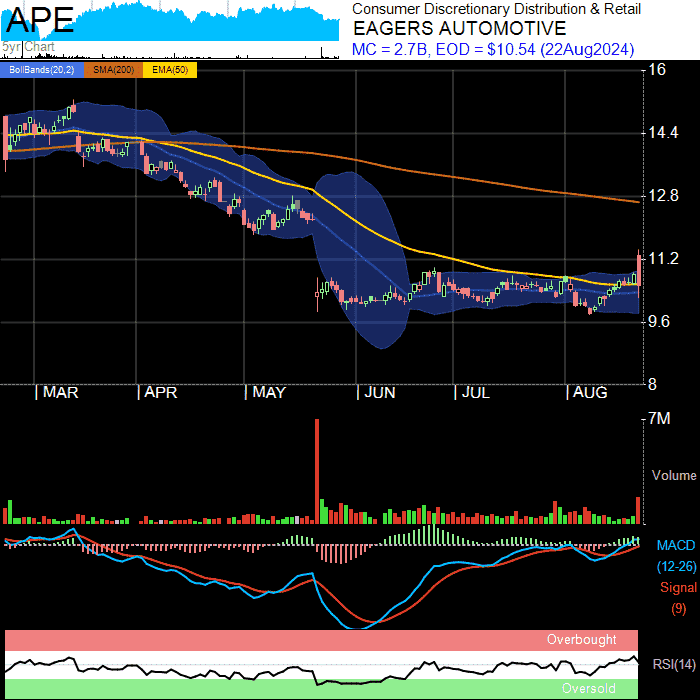 APE
5yr Chart
Consumer Discretionary Distribution & Retail
EAGERS AUTOMOTIVE
MC = 2.7B, EOD = $10.54 (22Aug2024)
BollBands(20,2) SMA(200) EMA(50)
16
14.4
12.8
11.2
9.6
8
| MAR | APR | MAY | JUN | JUL | AUG
7M
Volume
MACD
(12-26)
Signal
(9)
Overbought
RSI(14)
Oversold